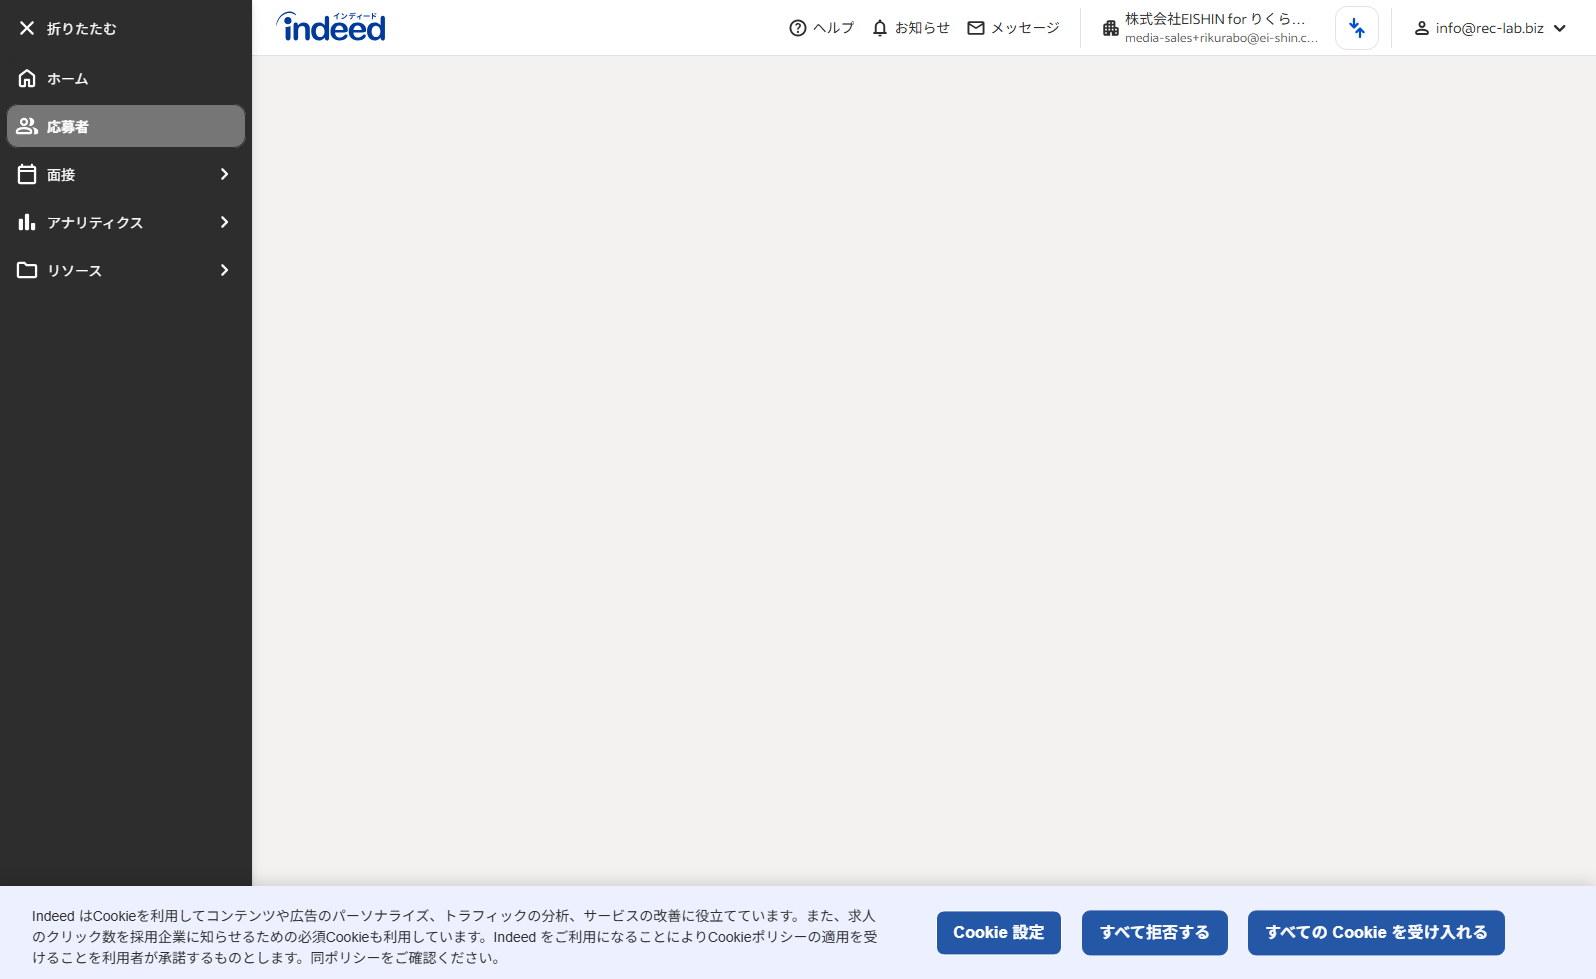 折りたたむ
ホーム
応募者
面接
アナリティクス
リソース
インディード
indeed
ヘルプ
お知らせ
メッセージ
株式会社EISHIN for りくら...
media-sales+rikurabo@ei-shin.c...
info@rec-lab.biz
Indeed はCookieを利用してコンテンツや広告のパーソナライズ、トラフィックの分析、サービスの改善に役立てています。また、求人
のクリック数を採用企業に知らせるための必須Cookieも利用しています。Indeed をご利用になることによりCookieポリシーの適用を受
けることを利用者が承諾するものとします。同ポリシーをご確認ください。
Cookie 設定
すべて拒否する
すべての Cookie を受け入れる